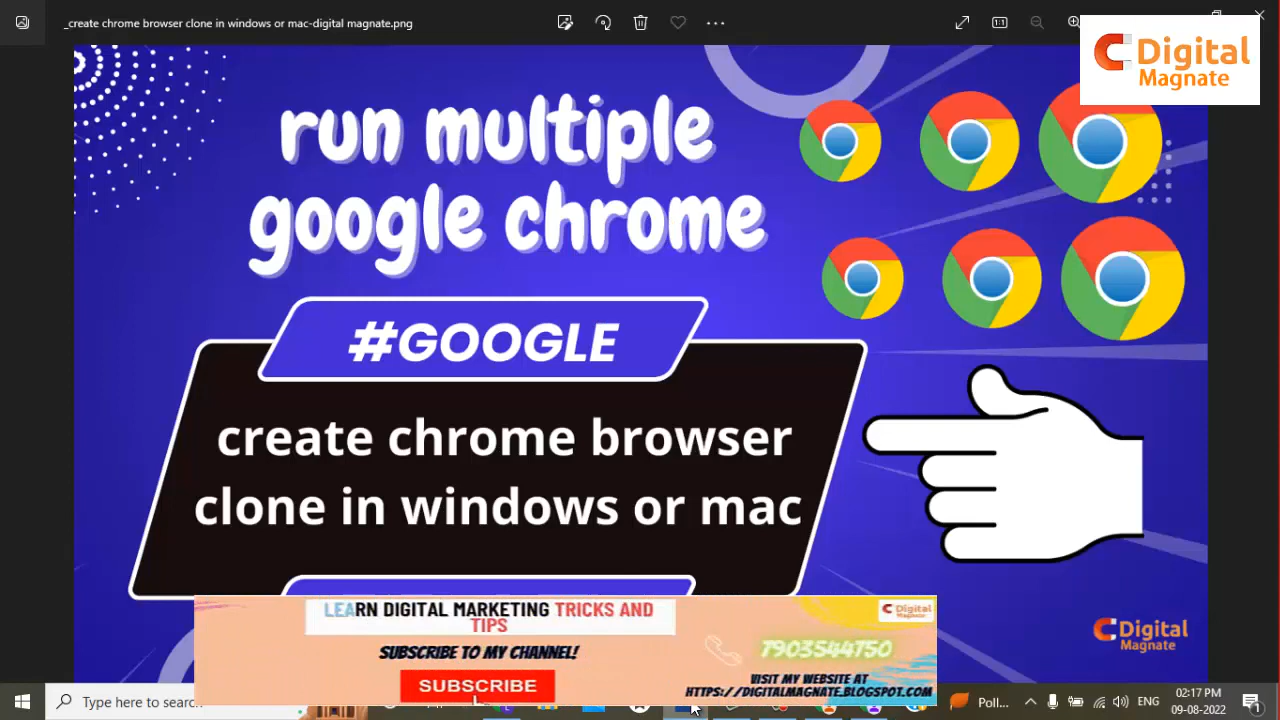 _create chrome browser clone in windows or mac-digital magnate.png
Digital
Magnate
run multiple
google chrome
#GOOGLE
create chrome browser
clone in windows or mac
LEARN DIGITAL MARKETING TRICKS AND
TIPS
Digital
Magnate
SUBSCRIBE TO MY CHANNEL!
7903544750
SUBSCRIBE
VISIT MY WEBSITE AT
HTTPS://DIGITALMAGNATE.BLOGSPOT.COM
Digital
Magnate
Type here to search
Poll...
ENG
02:17 PM
09-08-2022
1